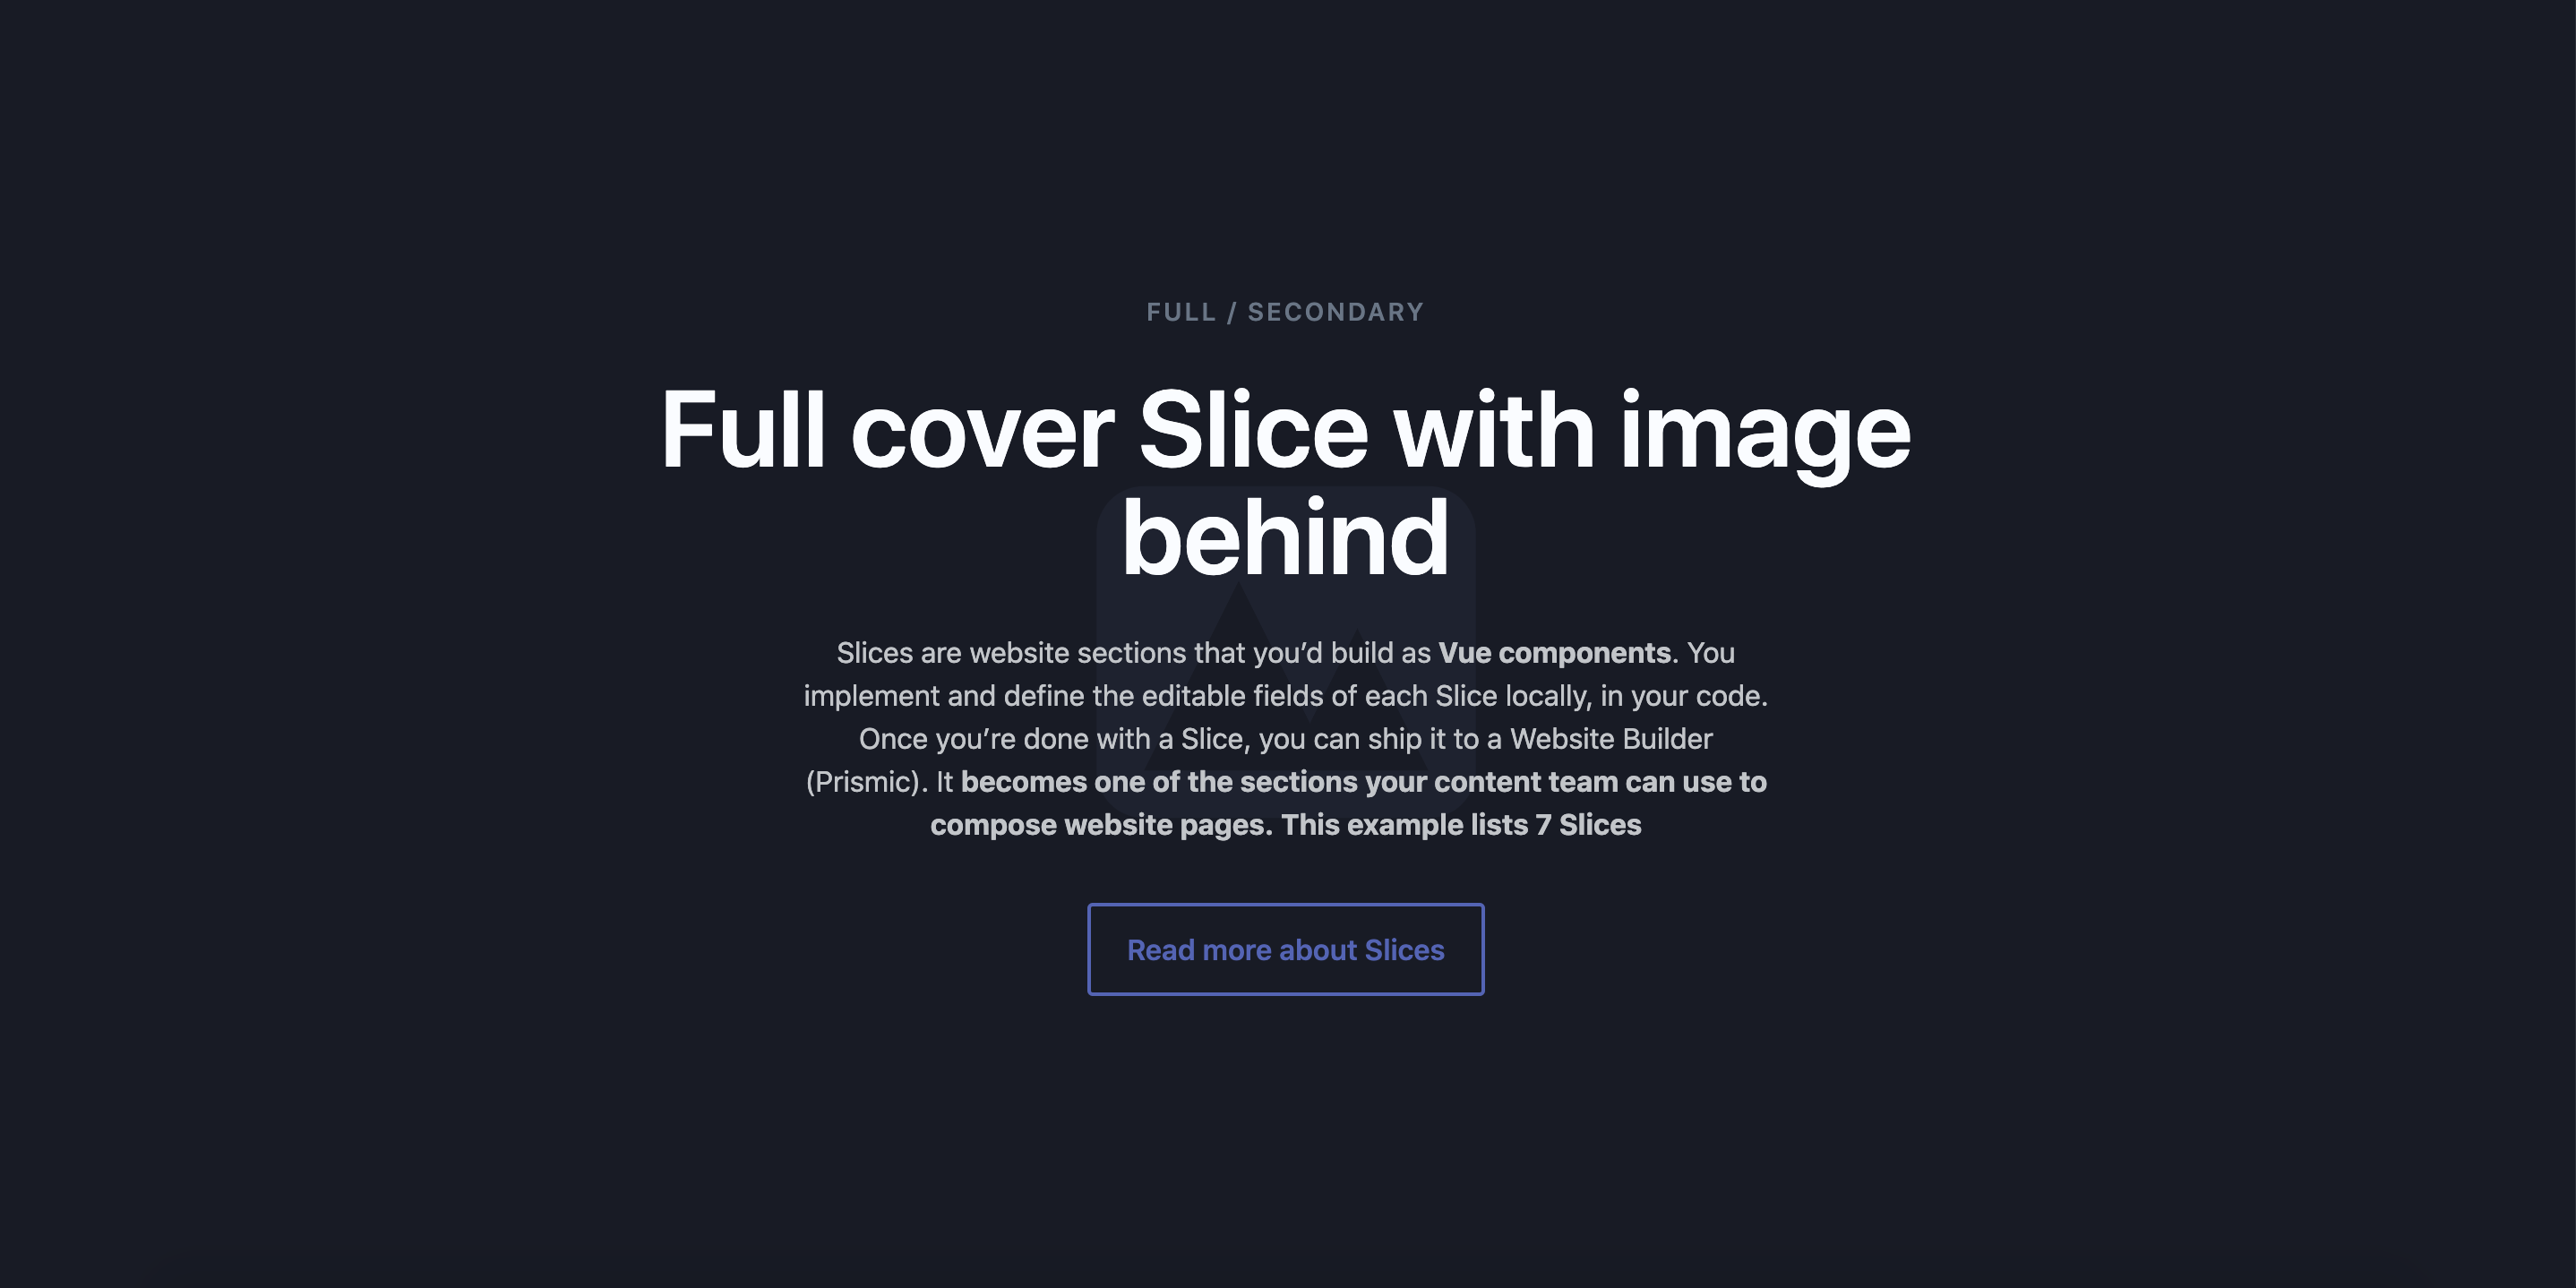 FULL / SECONDARY
Full cover Slice with image
behind
Slices are website sections that you’d build as Vue components. You
implement and define the editable fields of each Slice locally, in your code.
Once you’re done with a Slice, you can ship it to a Website Builder
(Prismic). It becomes one of the sections your content team can use to
compose website pages. This example lists 7 Slices
Read more about Slices